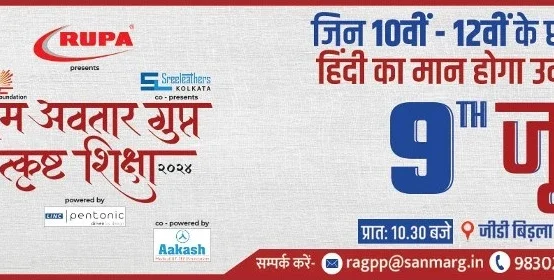 RUPA®
presents
Sreeleathers
KOLKATA
co - presents
oundation
म अवतार गुप्त
त्कृष्ट शिक्षा २०२४
powered by
LINC pentonic
co - powered by
Aakash
जिन 10वीं - 12वीं के
हिंदी का मान होगा
9TH
प्रात: 10.30 बजे
जीडी बिड़ला
सम्पर्क करें- ragpp@sanmarg.in 9830